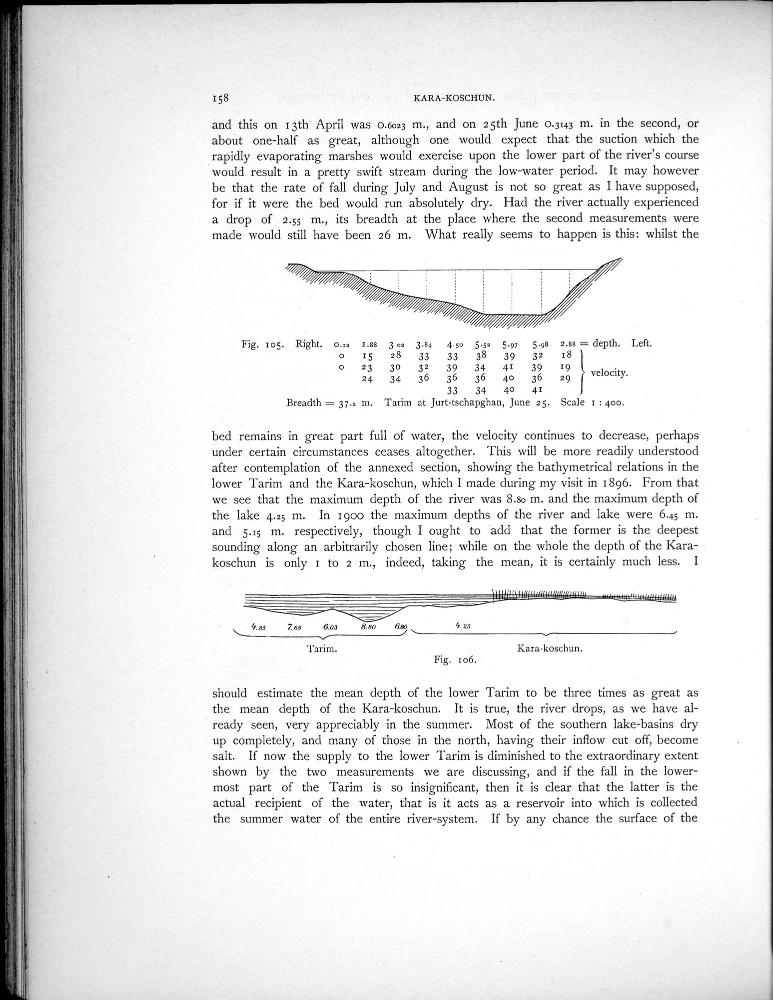 158
KARA-KOSCHUN.
and this on 13th April was 0.6023 m., and on 25th June 0.3143 m. in the second, or
about one-half as great, although one would expect that the suction which the
rapidly evaporating marshes would exercise upon the lower part of the river's course
would result in a pretty swift stream during the low-water period. It may however
be that the rate of fall during July and August is not so great as I have supposed,
for if it were the bed would run absolutely dry. Had the river actually experienced
a drop of 2.55 m., its breadth at the place where the second measurements were
made would still have been 26 m. What really seems to happen is this: whilst the
Fig. 105. Right. 0.22 1.88 3.02 3.84 4.50 5.52 5.97 5.98 2.88 = depth. Left.
0 15 28 33 33 38 39 32 18
0 23 30 32 39 34 41 39 19
velocity.
24 34 36 36 36 40 36 29
33 34 40 41
Breadth = 37.2 m. Tarim at Jurt-tschapghan, June 25. Scale 1 : 400.
bed remains in great part full of water, the velocity continues to decrease, perhaps
under certain circumstances ceases altogether. This will be more readily understood
after contemplation of the annexed section, showing the bathymetrical relations in the
lower Tarim and the Kara-koschun, which I made during my visit in 1896. From that
we see that the maximum depth of the river was 8.80 m. and the maximum depth of
the lake 4.25 m. In 1900 the maximum depths of the river and lake were 6.45 m.
and 5.15 m. respectively, though I ought to add that the former is the deepest
sounding along an arbitrarily chosen line; while on the whole the depth of the Kara-
koschun is only 1 to 2 m., indeed, taking the mean, it is certainly much less. I
4.85 7.65 6.03 8.80 6.80 4.25
Tarim. Kara-koschun.
Fig. 106.
should estimate the mean depth of the lower Tarim to be three times as great as
the mean depth of the Kara-koschun. It is true, the river drops, as we have al-
ready seen, very appreciably in the summer. Most of the southern lake-basins dry
up completely, and many of those in the north, having their inflow cut off, become
salt. If now the supply to the lower Tarim is diminished to the extraordinary extent
shown by the two measurements we are discussing, and if the fall in the lower-
most part of the Tarim is so insignificant, then it is clear that the latter is the
actual recipient of the water, that is it acts as a reservoir into which is collected
the summer water of the entire river-system. If by any chance the surface of the